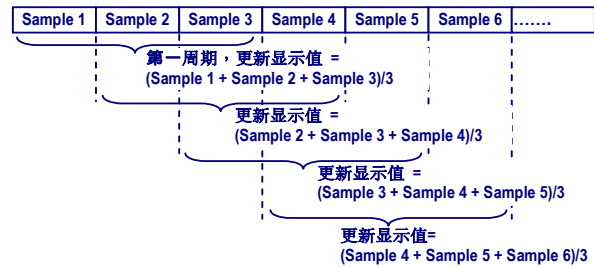 Sample 1 Sample 2 Sample 3 Sample 4 Sample 5 Sample 6 .......
第一周期，更新显示值 =
(Sample 1 + Sample 2 + Sample 3)/3
更新显示值 =
(Sample 2 + Sample 3 + Sample 4)/3
更新显示值 =
(Sample 3 + Sample 4 + Sample 5)/3
更新显示值=
(Sample 4 + Sample 5 + Sample 6)/3